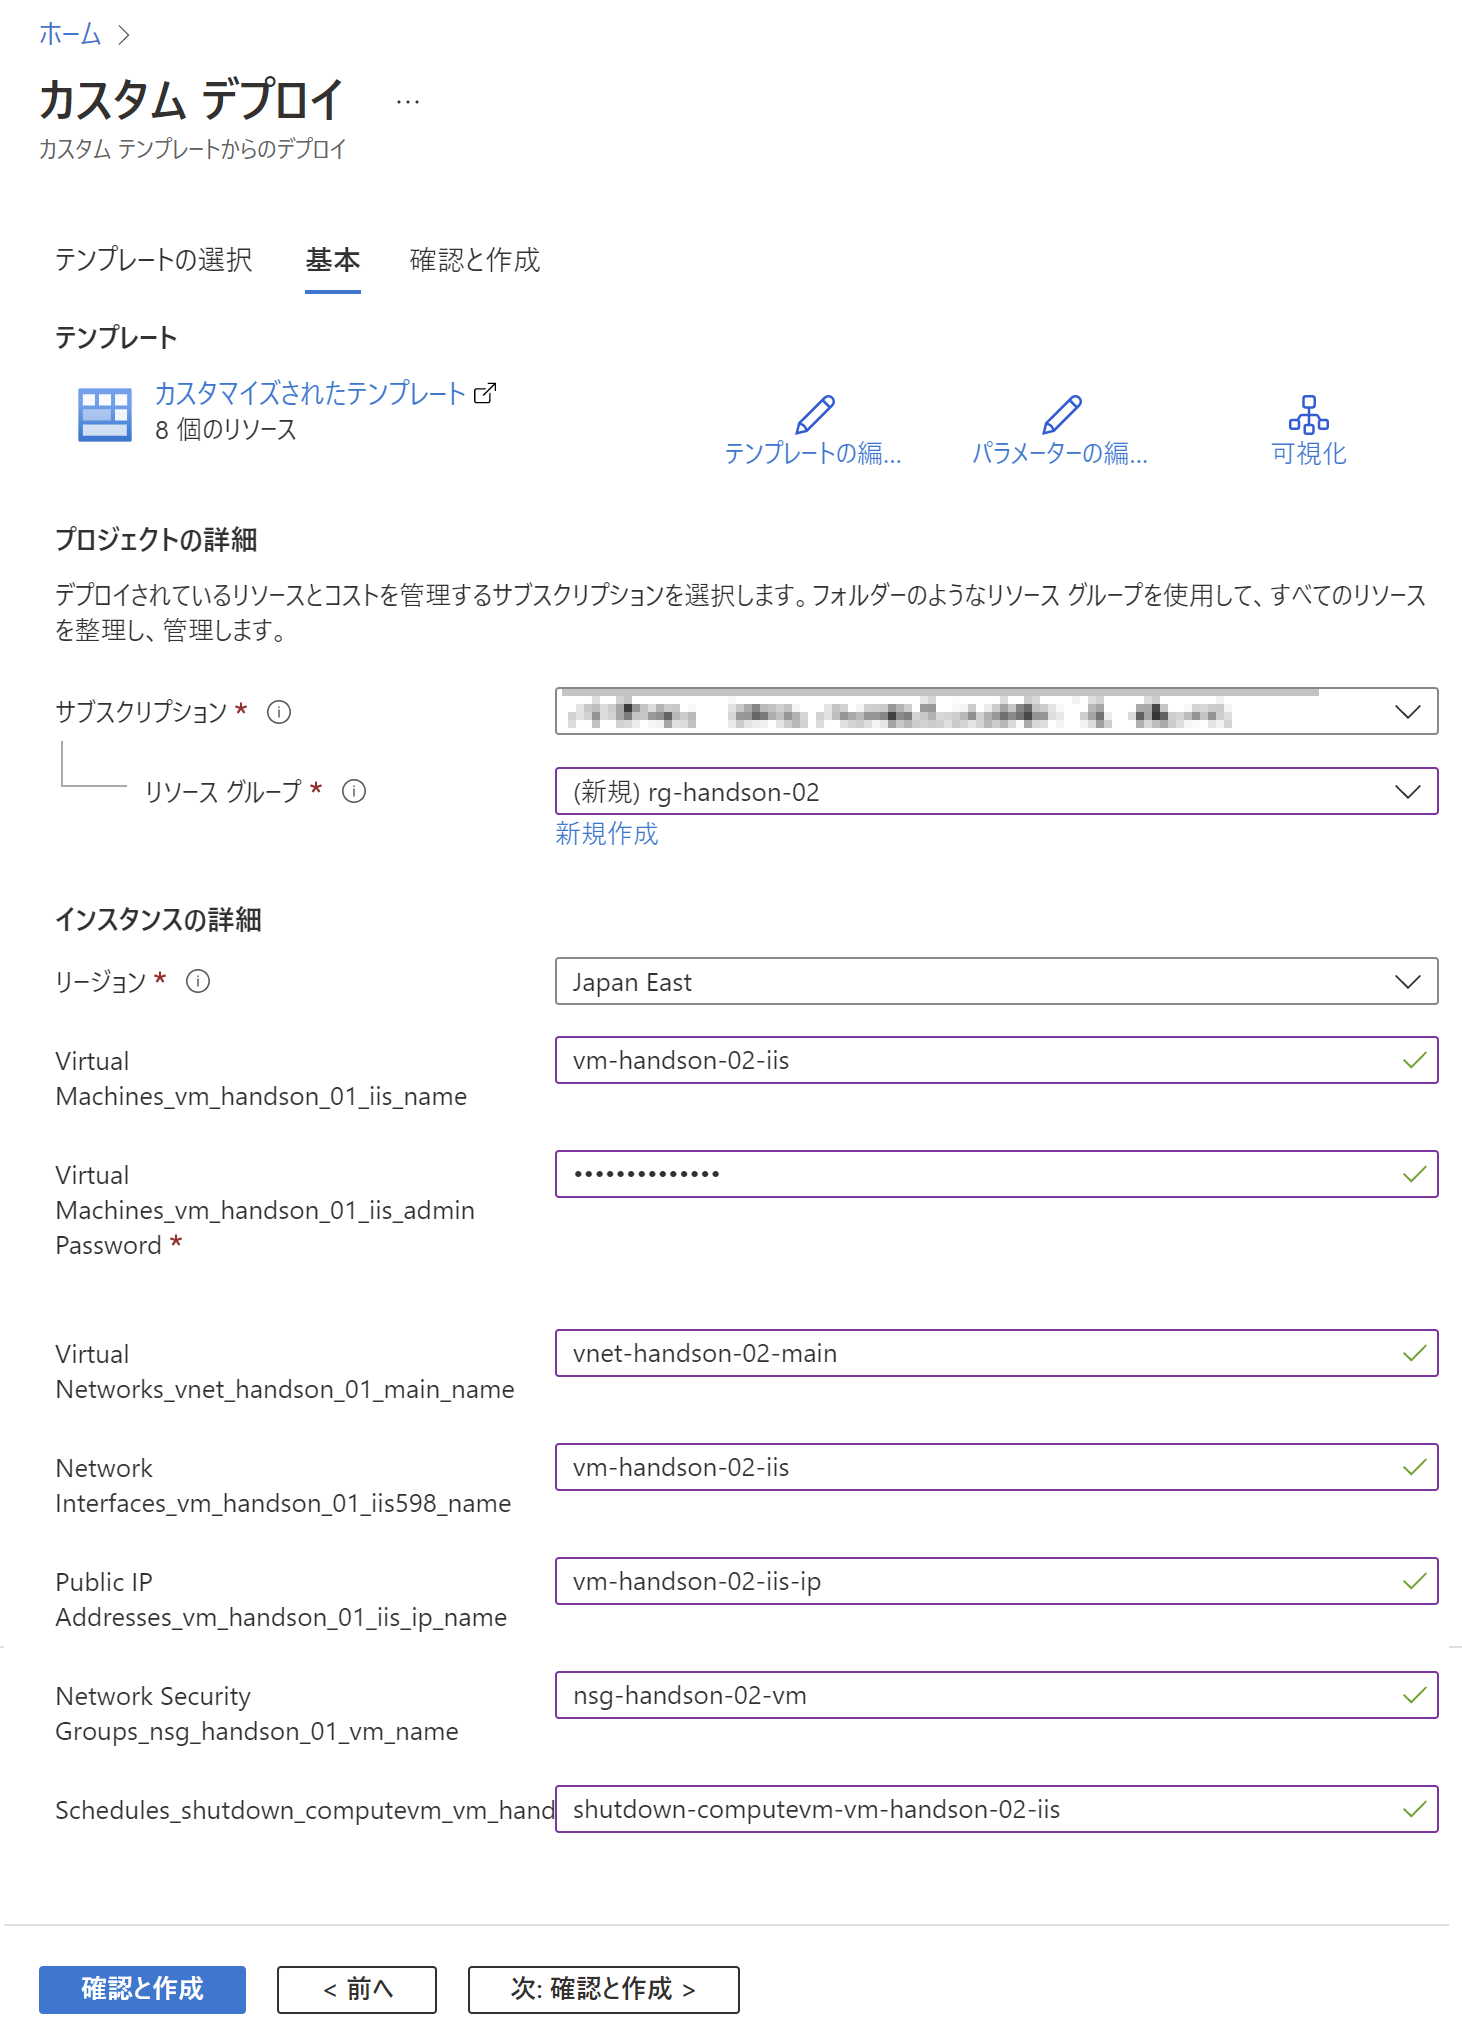 ホーム >
カスタム デプロイ ...
カスタム テンプレートからのデプロイ
テンプレートの選択 基本 確認と作成
テンプレート
カスタマイズされたテンプレート
8 個のリソース
テンプレートの編... パラメーターの編... 可視化
プロジェクトの詳細
デプロイされているリソースとコストを管理するサブスクリプションを選択します。フォルダーのようなリソース グループを使用して、すべてのリソース
を整理し、管理します。
サブスクリプション *
リソース グループ * (新規) rg-handson-02
新規作成
インスタンスの詳細
リージョン * Japan East
Virtual
Machines_vm_handson_01_iis_name
vm-handson-02-iis
Virtual
Machines_vm_handson_01_iis_admin
Password *
••••••••••••••
Virtual
Networks_vnet_handson_01_main_name
vnet-handson-02-main
Network
Interfaces_vm_handson_01_iis598_name
vm-handson-02-iis
Public IP
Addresses_vm_handson_01_iis_ip_name
vm-handson-02-iis-ip
Network Security
Groups_nsg_handson_01_vm_name
nsg-handson-02-vm
Schedules_shutdown_computevm_vm_hand
shutdown-computevm-vm-handson-02-iis
確認と作成 < 前へ 次: 確認と作成 >